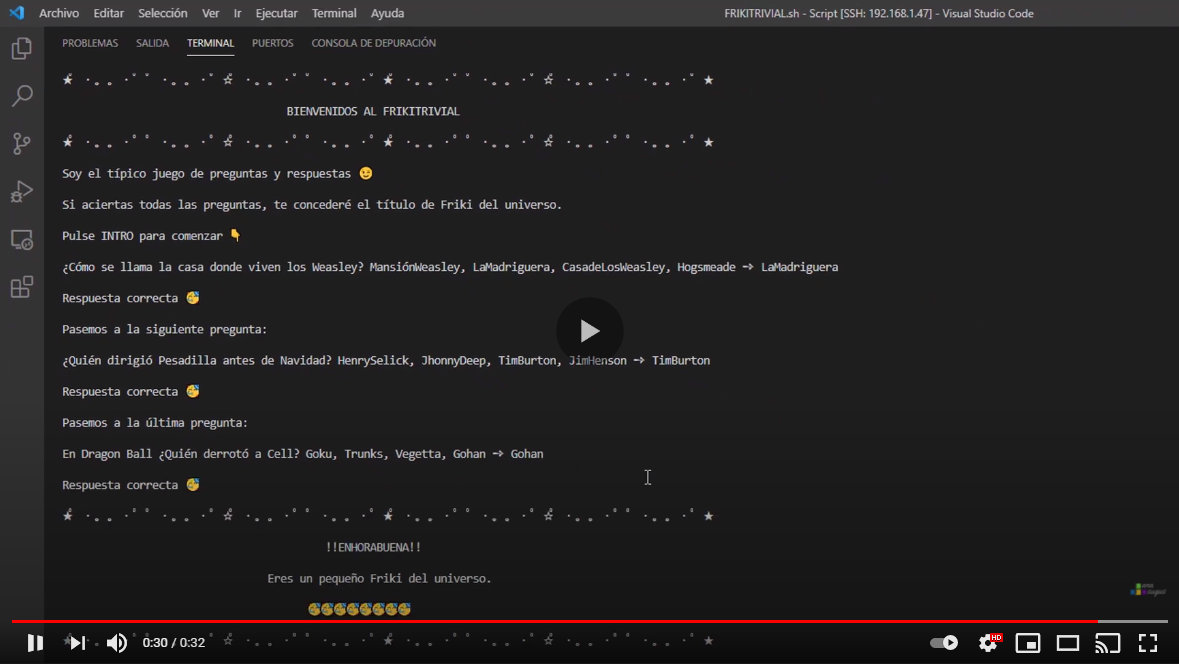 Archivo Editar Selección Ver Ir Ejecutar Terminal Ayuda FRIKITRIVIAL.sh - Script [SSH: 192.168.1.47] - Visual Studio Code
PROBLEMAS SALIDA TERMINAL PUERTOS CONSOLA DE DEPURACIÓN
BIENVENIDOS AL FRIKITRIVIAL
Soy el típico juego de preguntas y respuestas 😉
Si aciertas todas las preguntas, te concederé el título de Friki del universo.
Pulse INTRO para comenzar 👇
¿Cómo se llama la casa donde viven los Weasley? MansiónWeasley, LaMadriguera, CasadeLosWeasley, Hogsmeade => LaMadriguera
Respuesta correcta 🥳
Pasemos a la siguiente pregunta:
¿Quién dirigió Pesadilla antes de Navidad? HenrySelick, JhonnyDeep, TimBurton, JimHenson => TimBurton
Respuesta correcta 🥳
Pasemos a la última pregunta:
En Dragon Ball ¿Quién derrotó a Cell? Goku, Trunks, Vegetta, Gohan => Gohan
Respuesta correcta 🥳
!!ENHORABUENA!!
Eres un pequeño Friki del universo.
🥳🥳🥳🥳🥳🥳🥳🥳
0:30 / 0:32 HD